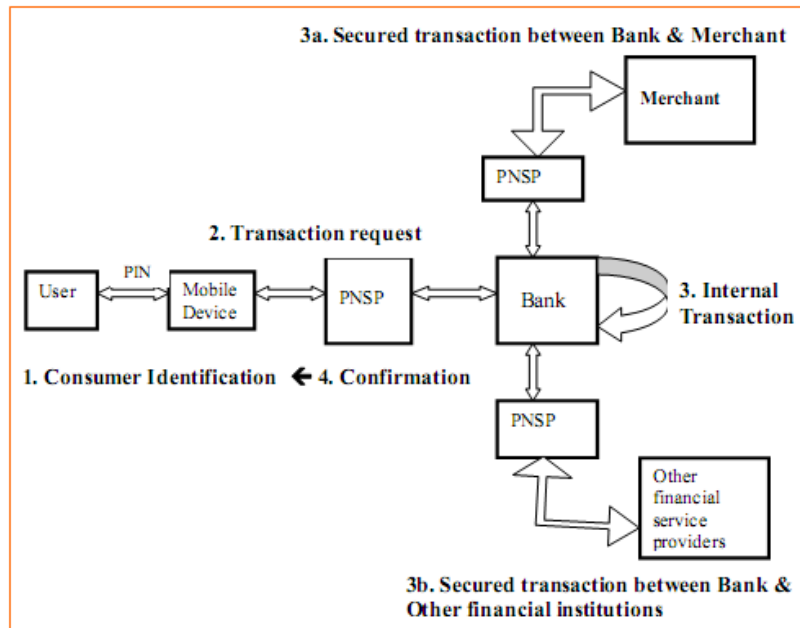 3a. Secured transaction between Bank & Merchant
Merchant
PNSP
2. Transaction request
PIN
User
Mobile
Device
PNSP
Bank
3. Internal
Transaction
1. Consumer Identification ← 4. Confirmation
PNSP
Other
financial
service
providers
3b. Secured transaction between Bank &
Other financial institutions